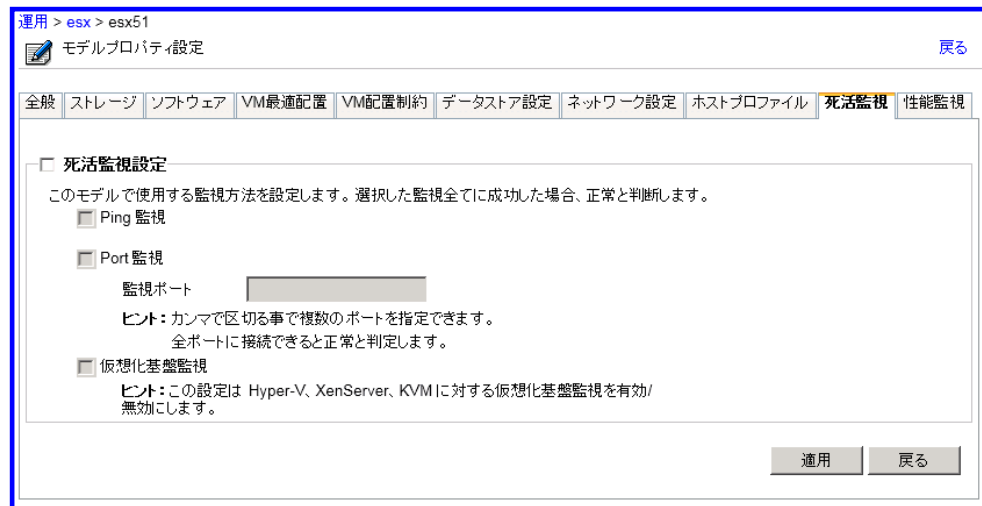 運用 > esx > esx51
モデルプロパティ設定 戻る
全般 ストレージ ソフトウェア VM最適配置 VM配置制約 データストア設定 ネットワーク設定 ホストプロファイル 死活監視 性能監視
死活監視設定
このモデルで使用する監視方法を設定します。選択した監視全てに成功した場合、正常と判断します。
Ping 監視
Port 監視
監視ポート
ヒント：カンマで区切る事で複数のポートを指定できます。
全ポートに接続できると正常と判定します。
仮想化基盤監視
ヒント：この設定は Hyper-V、XenServer、KVM に対する仮想化基盤監視を有効/
無効にします。
適用 戻る